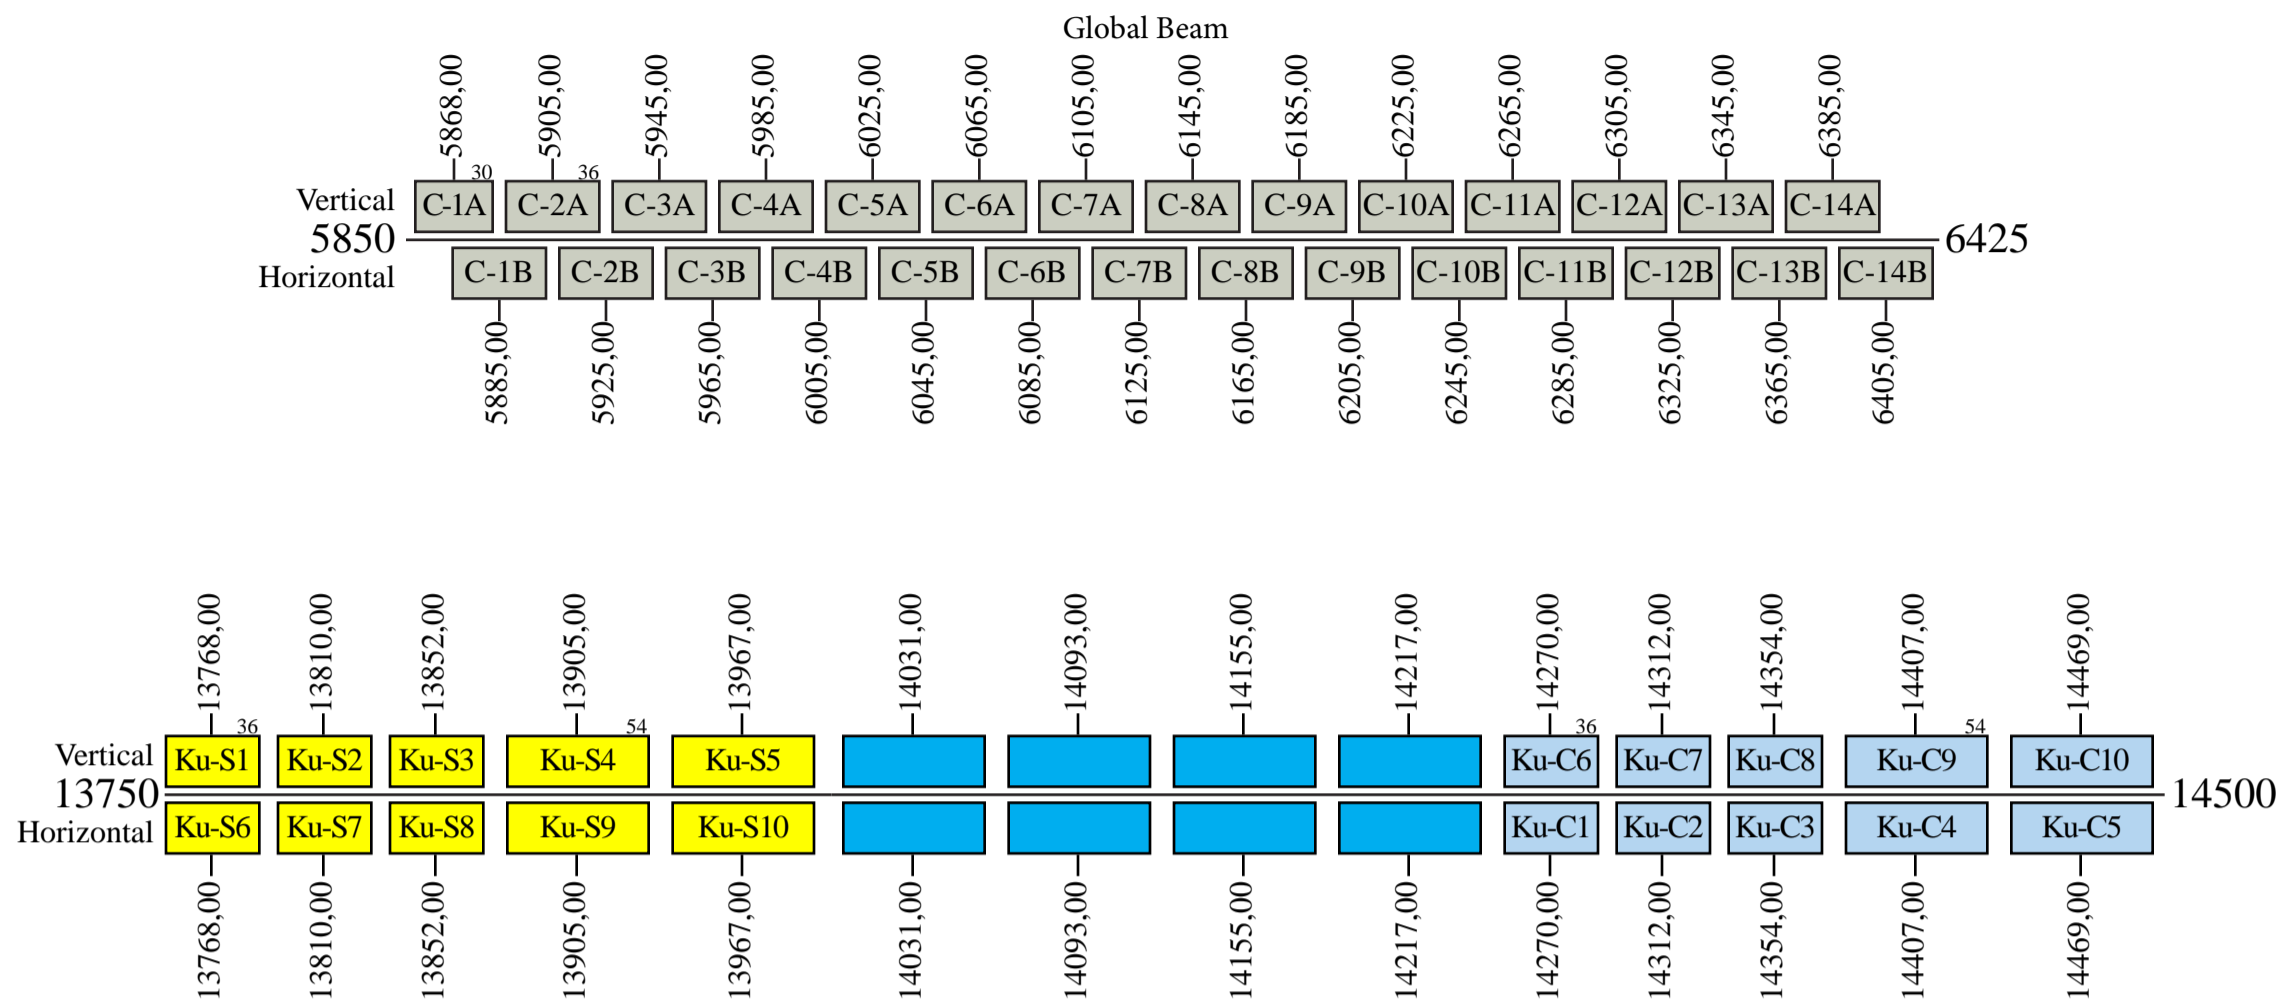 Global Beam
5868,00 5905,00 5945,00 5985,00 6025,00 6065,00 6105,00 6145,00 6185,00 6225,00 6265,00 6305,00 6345,00 6385,00
30 36
Vertical C-1A C-2A C-3A C-4A C-5A C-6A C-7A C-8A C-9A C-10A C-11A C-12A C-13A C-14A
5850 6425
Horizontal C-1B C-2B C-3B C-4B C-5B C-6B C-7B C-8B C-9B C-10B C-11B C-12B C-13B C-14B
5885,00 5925,00 5965,00 6005,00 6045,00 6085,00 6125,00 6165,00 6205,00 6245,00 6285,00 6325,00 6365,00 6405,00
13768,00 13810,00 13852,00 13905,00 13967,00 14031,00 14093,00 14155,00 14217,00 14270,00 14312,00 14354,00 14407,00 14469,00
36 54 36 54
Vertical Ku-S1 Ku-S2 Ku-S3 Ku-S4 Ku-S5 Ku-C6 Ku-C7 Ku-C8 Ku-C9 Ku-C10
13750 14500
Horizontal Ku-S6 Ku-S7 Ku-S8 Ku-S9 Ku-S10 Ku-C1 Ku-C2 Ku-C3 Ku-C4 Ku-C5
13768,00 13810,00 13852,00 13905,00 13967,00 14031,00 14093,00 14155,00 14217,00 14270,00 14312,00 14354,00 14407,00 14469,00